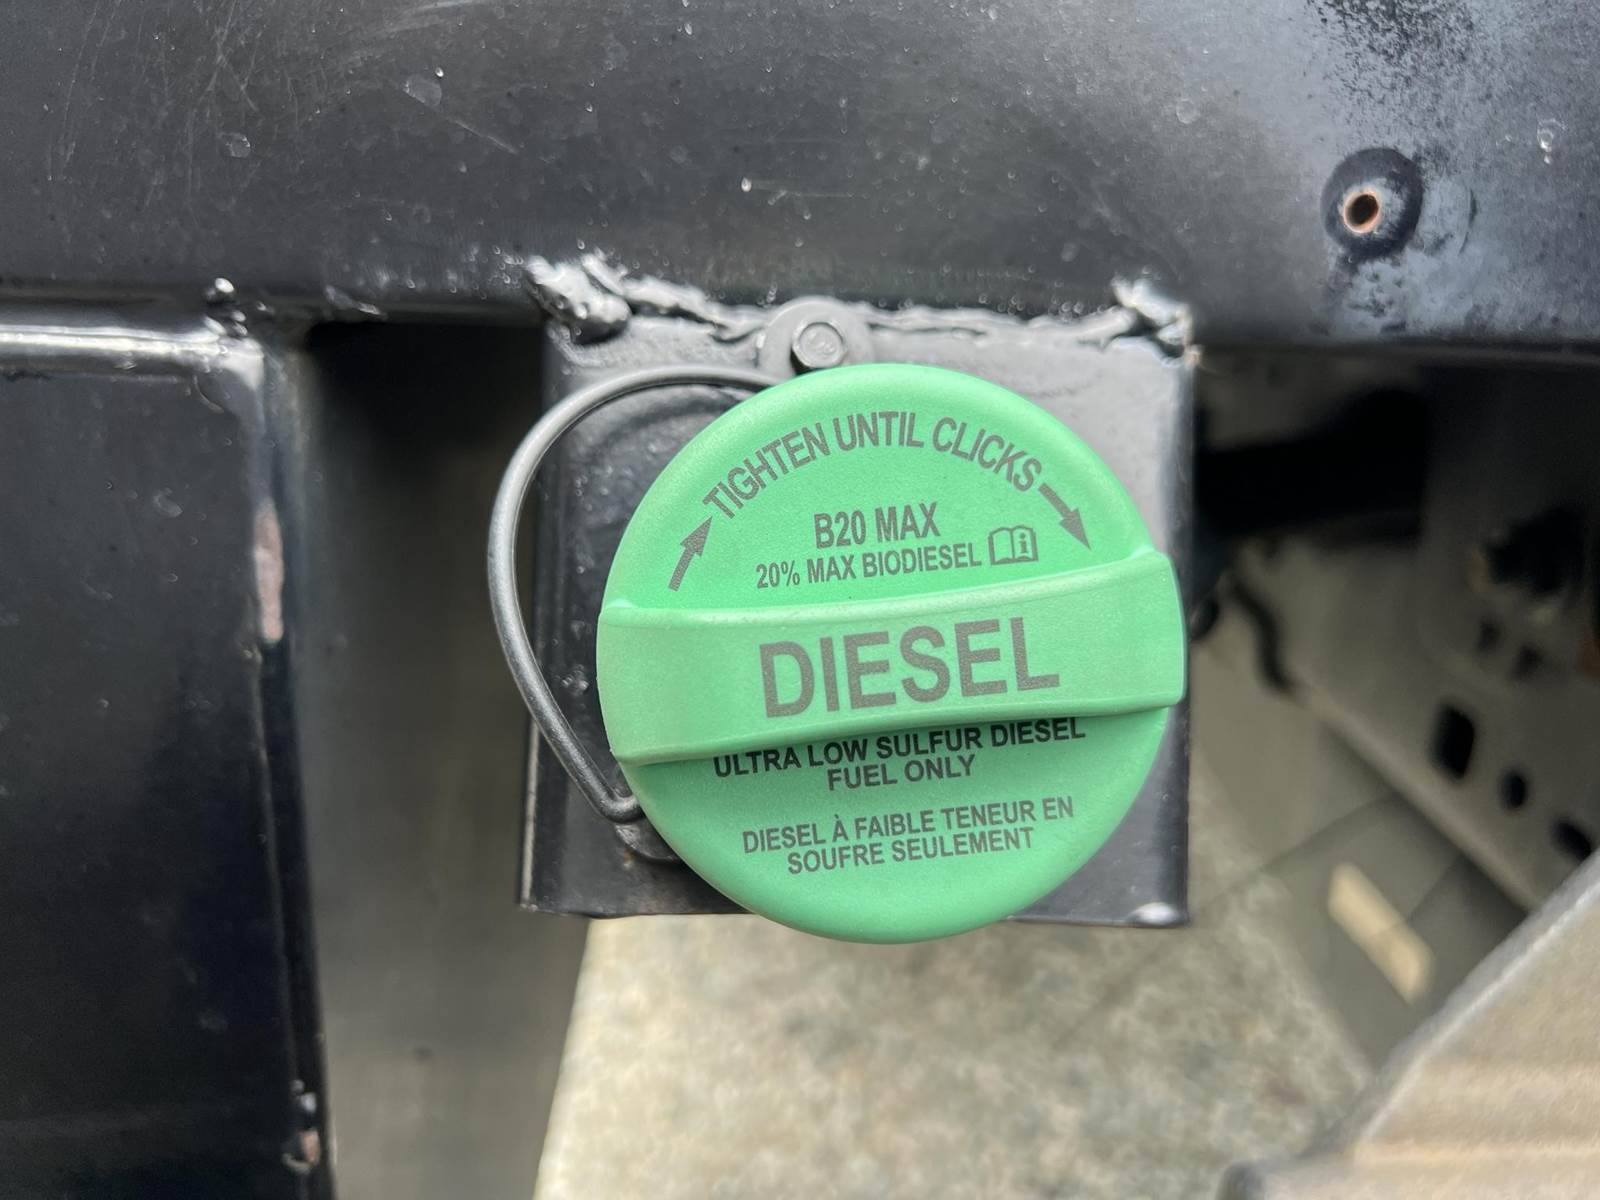 TIGHTEN UNTIL CLICKS
B20 MAX
20% MAX BIODIESEL
DIESEL
ULTRA LOW SULFUR DIESEL
FUEL ONLY
DIESEL À FAIBLE TENEUR EN
SOUFRE SEULEMENT